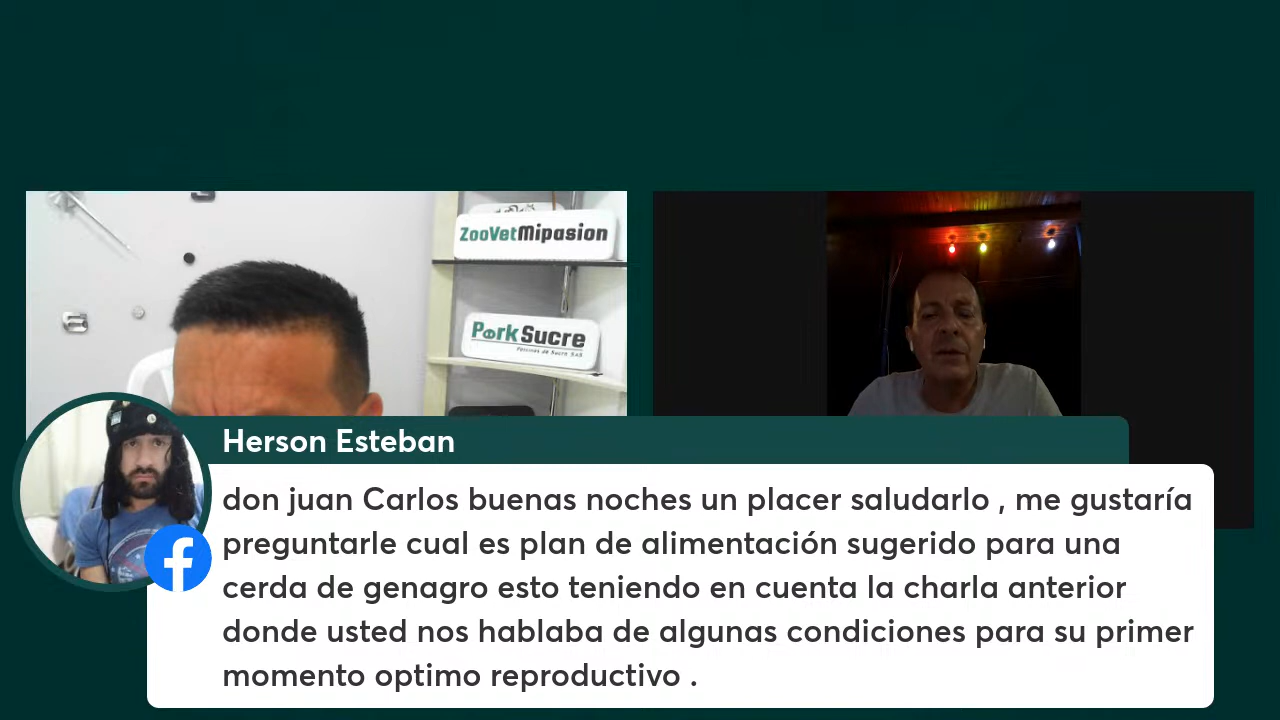 ZooVetMipasion
PorkSucre
Porcinos de Sucre SAS
Herson Esteban
don juan Carlos buenas noches un placer saludarlo , me gustaría
preguntarle cual es plan de alimentación sugerido para una
cerda de genagro esto teniendo en cuenta la charla anterior
donde usted nos hablaba de algunas condiciones para su primer
momento optimo reproductivo .